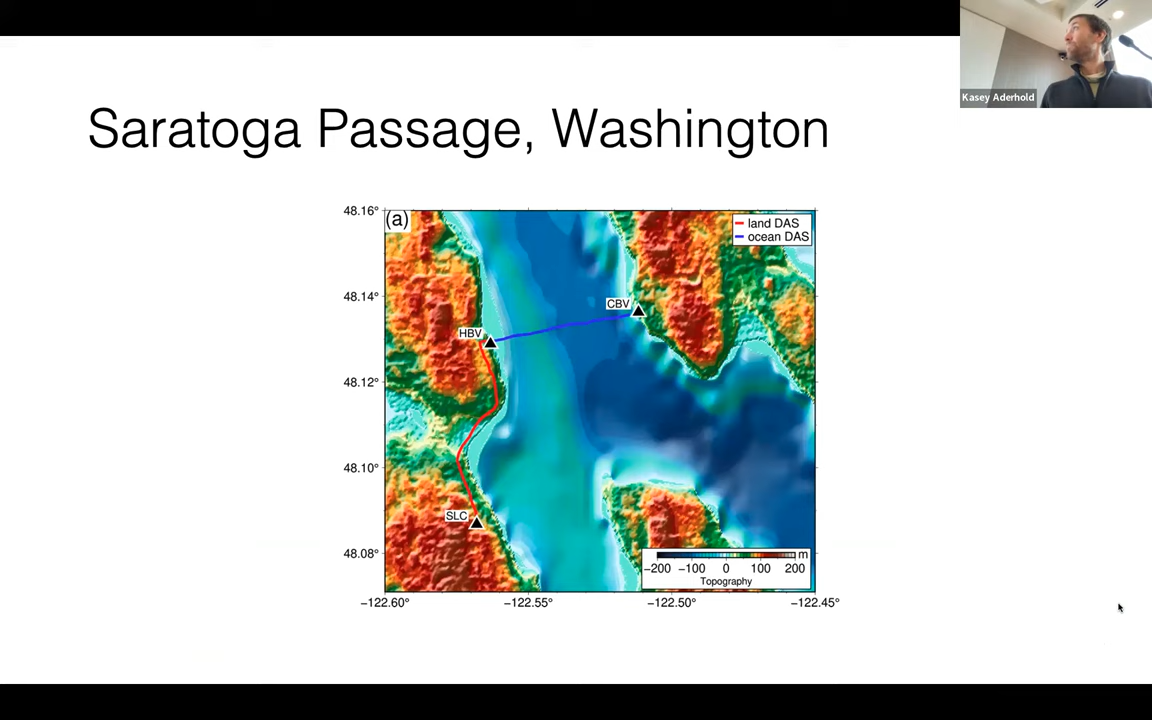 Kasey Aderhold
Saratoga Passage, Washington
48.16°
48.14°
48.12°
48.10°
48.08°
(a)
land DAS
ocean DAS
CBV
HBV
SLC
m
−200 −100 0 100 200
Topography
−122.60° −122.55° −122.50° −122.45°